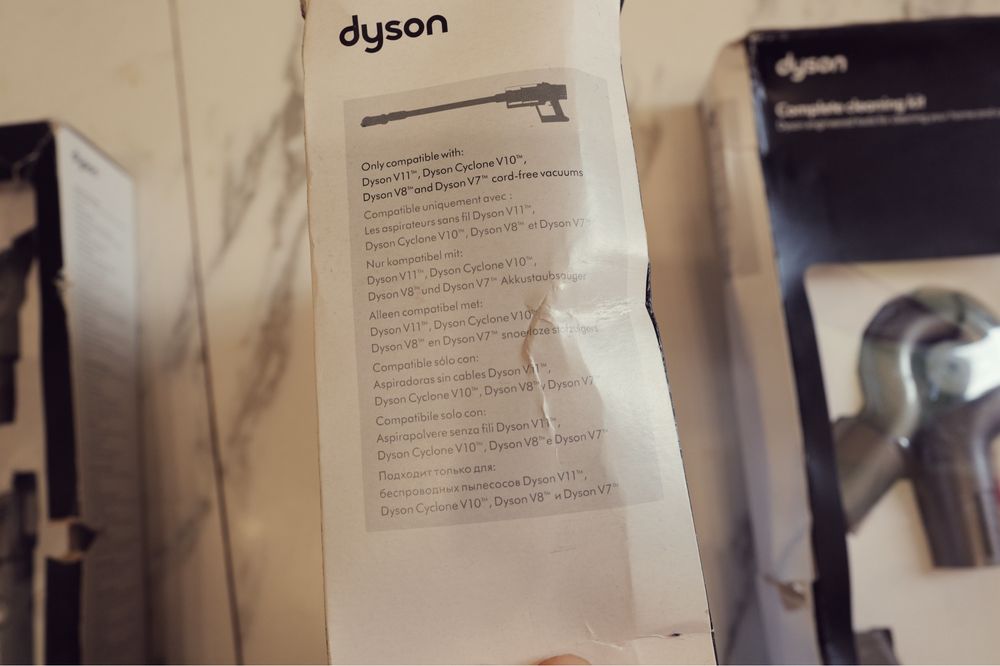 dyson
Only compatible with:
Dyson V11™, Dyson Cyclone V10™,
Dyson V8™ and Dyson V7™ cord-free vacuums
Compatible uniquement avec :
Les aspirateurs sans fil Dyson V11™,
Dyson Cyclone V10™, Dyson V8™ et Dyson V7™
Nur kompatibel mit:
Dyson V11™, Dyson Cyclone V10™,
Dyson V8™ und Dyson V7™ Akkustaubsauger
Alleen compatibel met:
Dyson V11™, Dyson Cyclone V10™,
Dyson V8™ en Dyson V7™ snoerloze stofzuigers
Compatible sólo con:
Aspiradoras sin cables Dyson V11™,
Dyson Cyclone V10™, Dyson V8™ y Dyson V7™
Compatibile solo con:
Aspirapolvere senza fili Dyson V11™,
Dyson Cyclone V10™, Dyson V8™ e Dyson V7™
Подходит только для:
беспроводных пылесосов Dyson V11™,
Dyson Cyclone V10™, Dyson V8™ и Dyson V7™
dyson
Complete cleaning kit
dyson